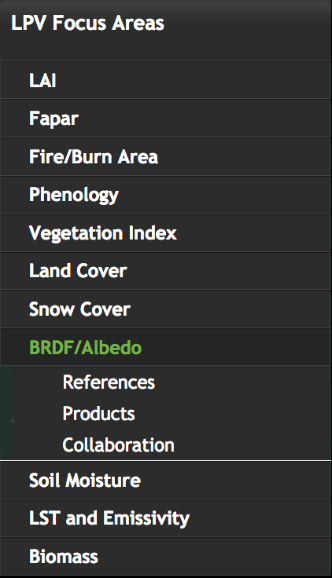 LPV Focus Areas
LAI
Fapar
Fire/Burn Area
Phenology
Vegetation Index
Land Cover
Snow Cover
BRDF/Albedo
References
Products
Collaboration
Soil Moisture
LST and Emissivity
Biomass